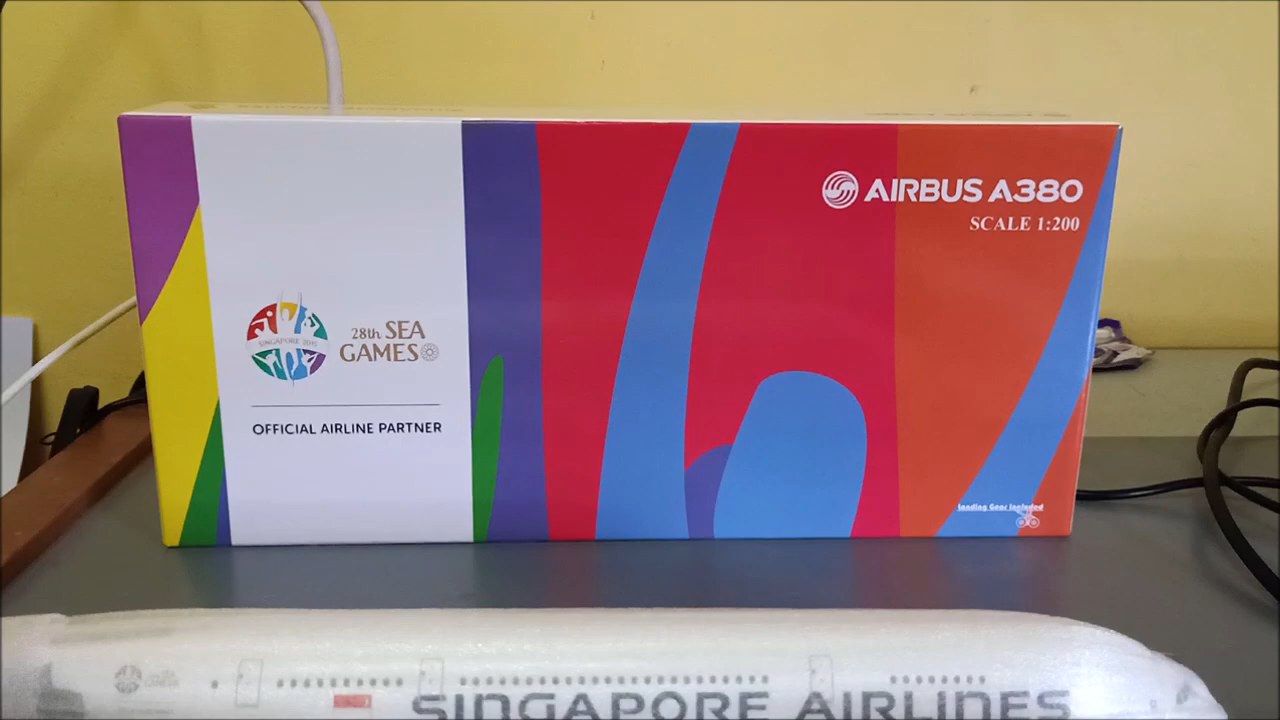 AIRBUS A380
SCALE 1:200
SINGAPORE 2015
28th SEA
GAMES
OFFICIAL AIRLINE PARTNER
Landing Gear Included
SINGAPORE AIRLINES